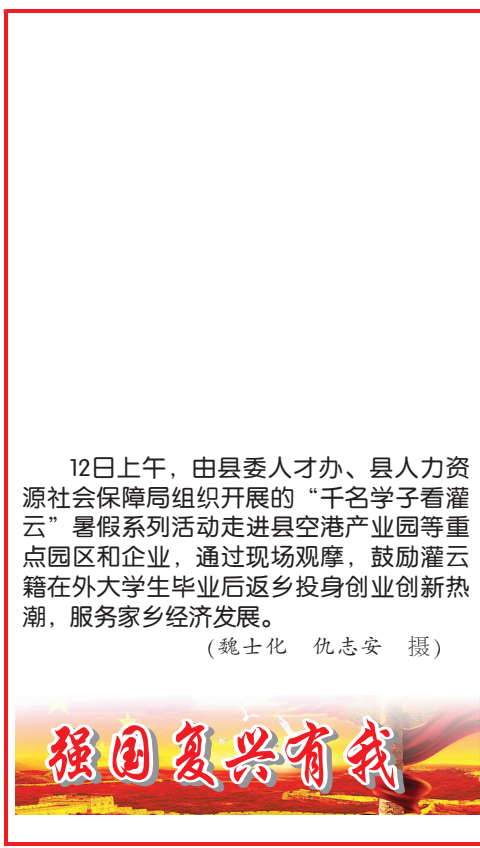 12日上午，由县委人才办、县人力资
源社会保障局组织开展的“千名学子看灌
云”暑假系列活动走进县空港产业园等重
点园区和企业，通过现场观摩，鼓励灌云
籍在外大学生毕业后返乡投身创业创新热
潮，服务家乡经济发展。
(魏士化　仇志安　摄)
强国复兴有我